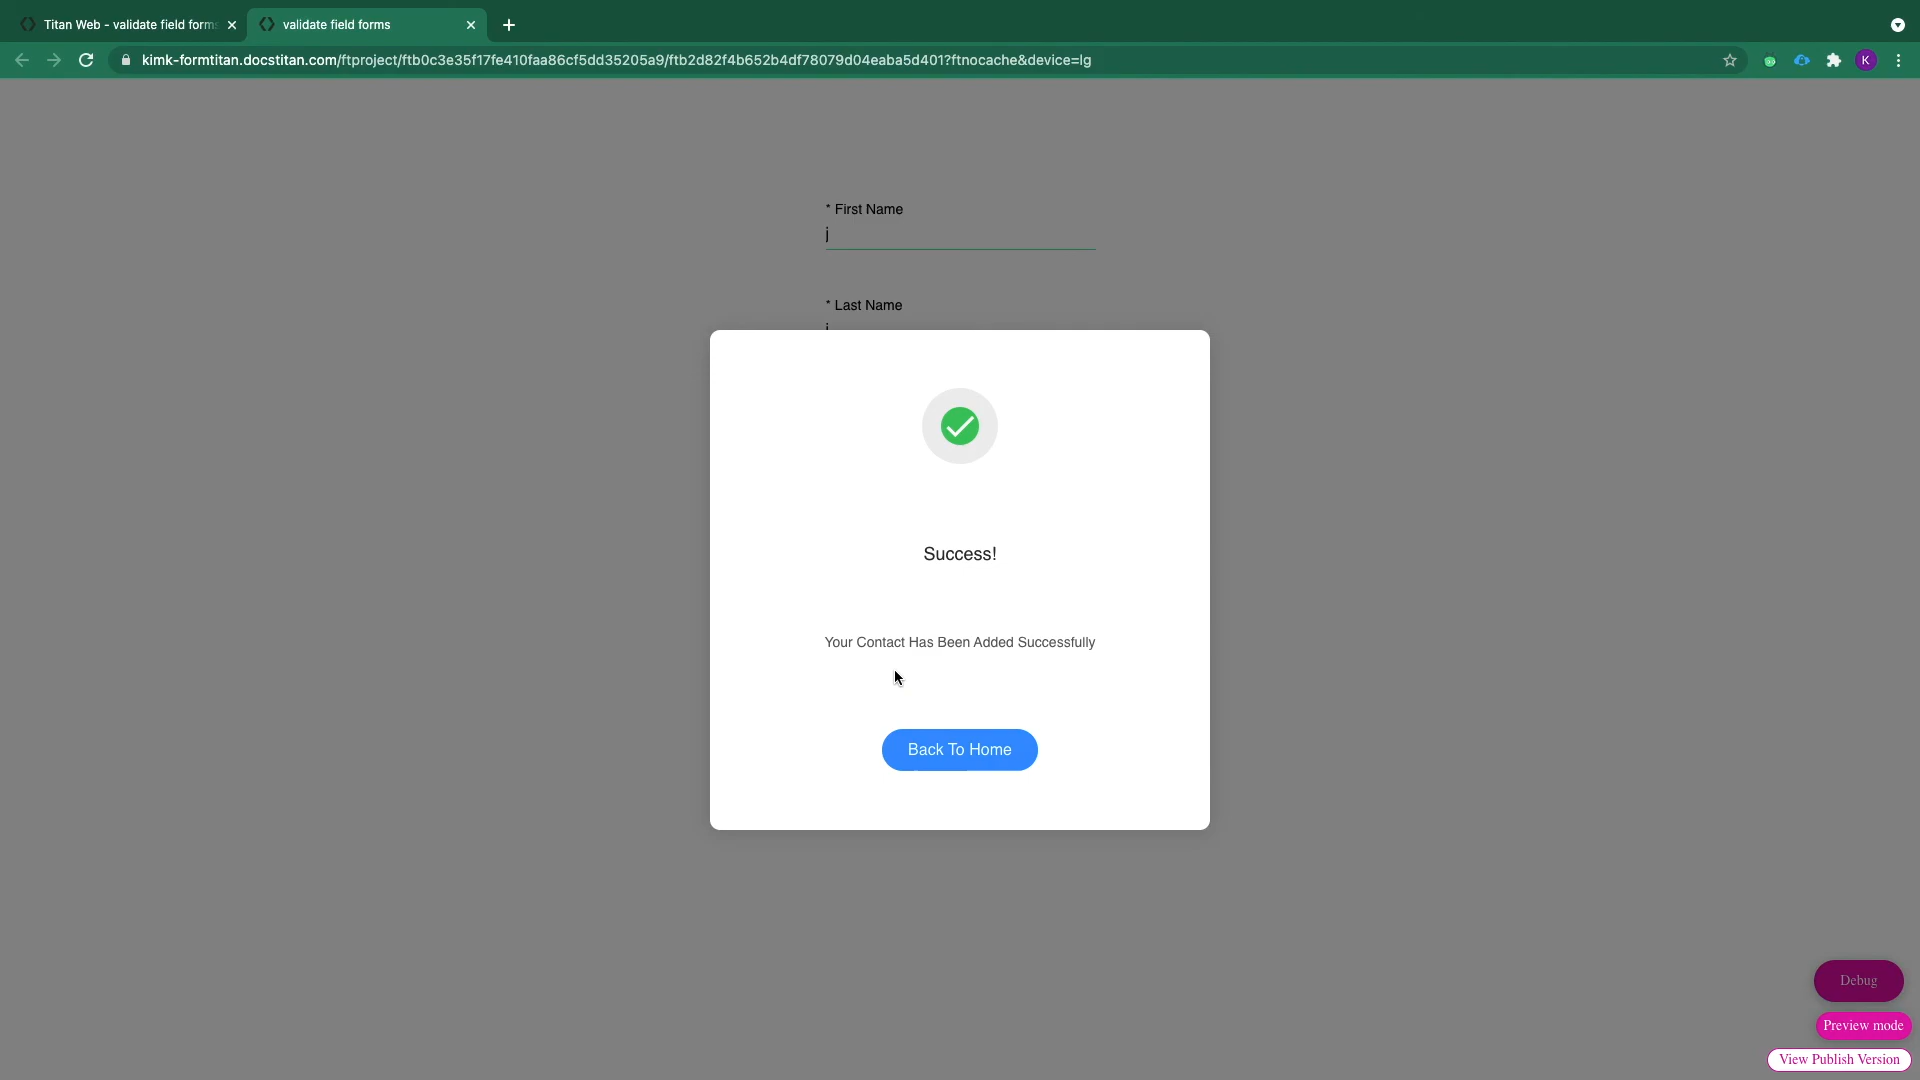 Titan Web - validate field form
validate field forms
kimk-formtitan.docstitan.com/ftproject/ftb0c3e35f17fe410faa86cf5dd35205a9/ftb2d82f4b652b4df78079d04eaba5d401?ftnocache&device=lg
K
* First Name
j
* Last Name
Success!
Your Contact Has Been Added Successfully
Back To Home
Debug
Preview mode
View Publish Version